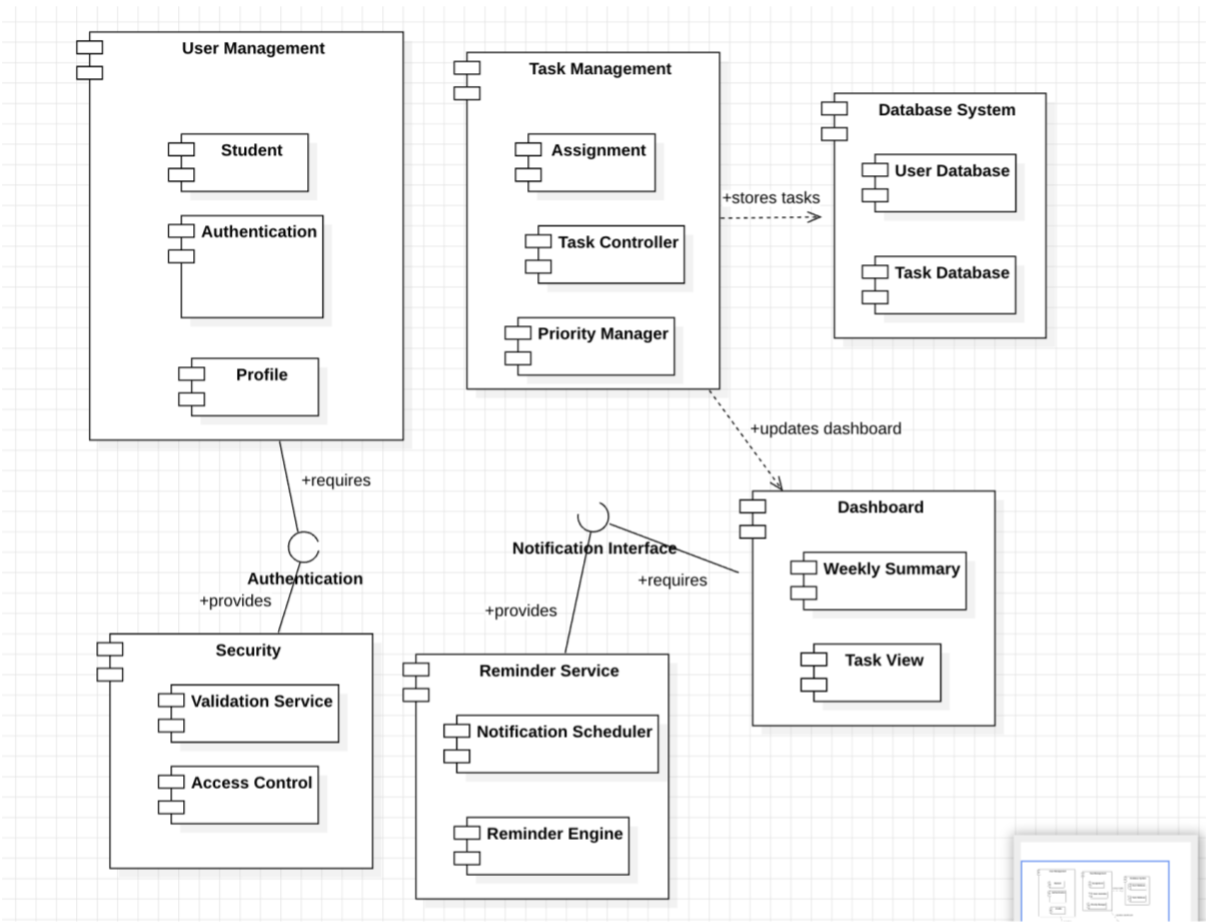 User Management
Student
Authentication
Profile
Task Management
Assignment
Task Controller
Priority Manager
+stores tasks
Database System
User Database
Task Database
+updates dashboard
+requires
Authentication
+provides
Notification Interface
+requires
+provides
Dashboard
Weekly Summary
Task View
Security
Validation Service
Access Control
Reminder Service
Notification Scheduler
Reminder Engine